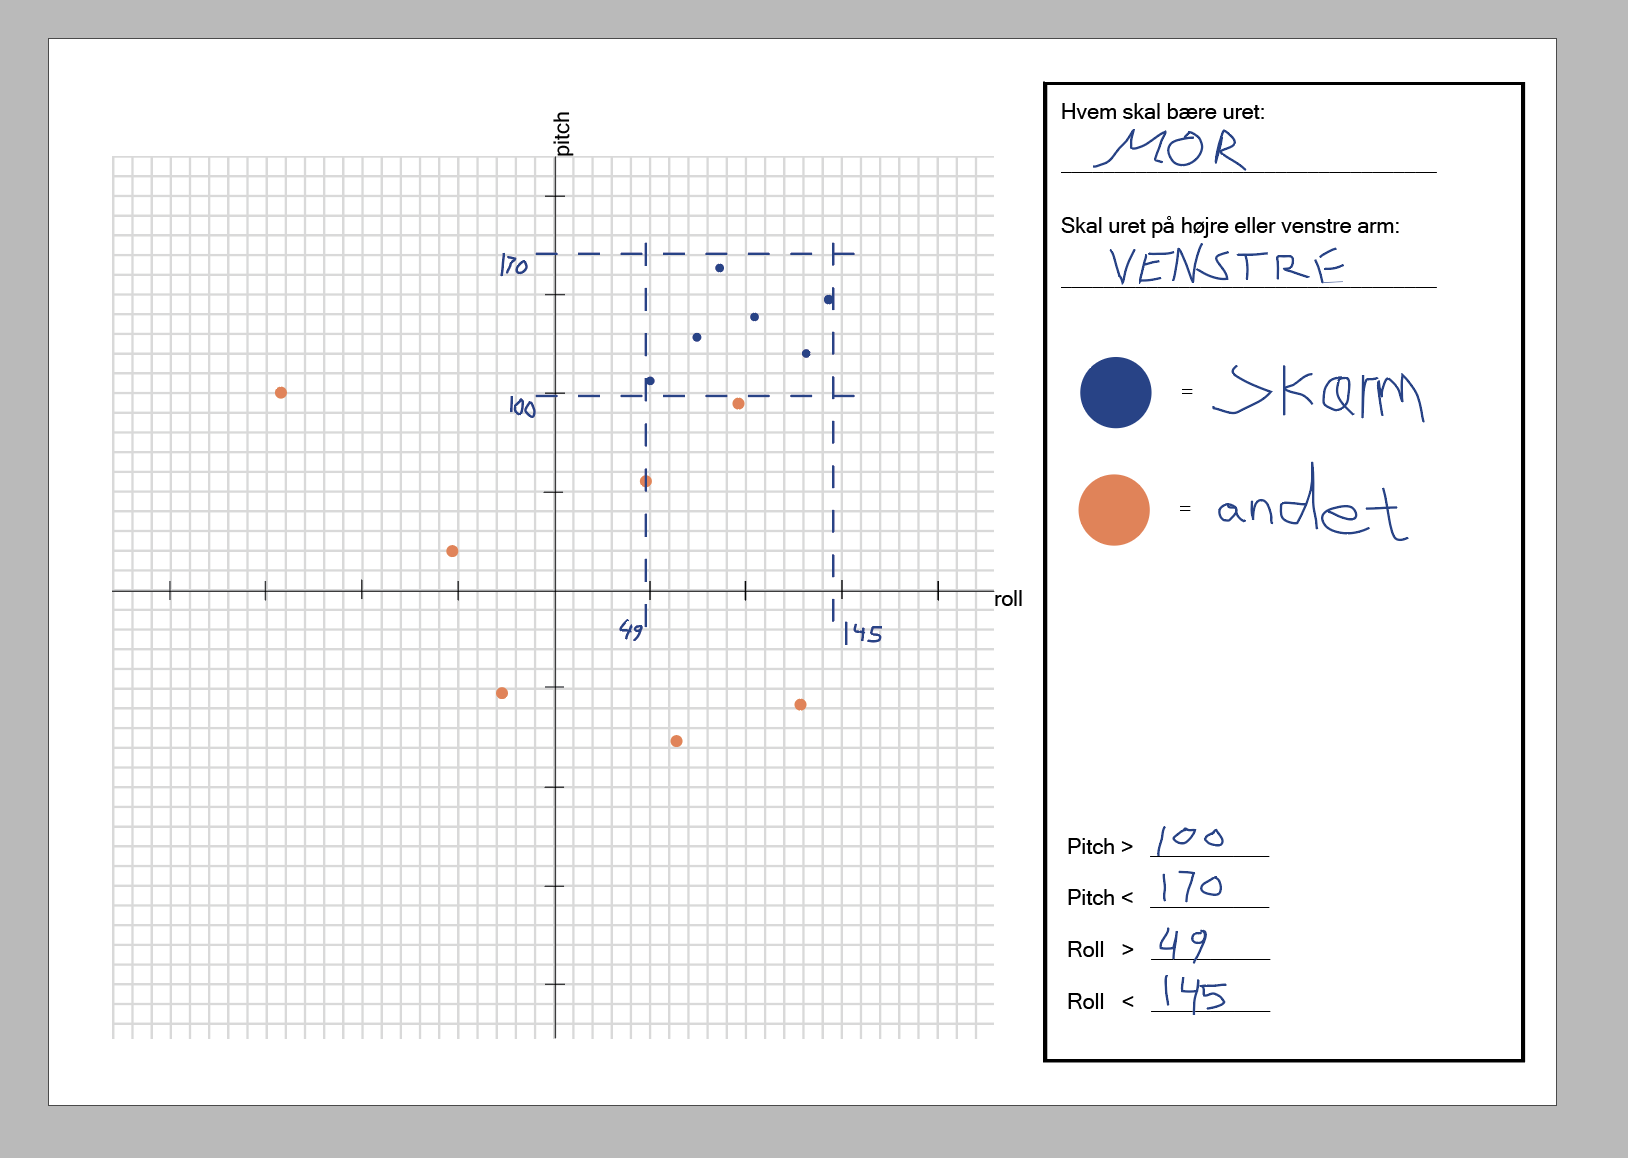 pitch
170
100
roll
49
145
Hvem skal bære uret:
MOR
Skal uret på højre eller venstre arm:
VENSTRE
= Skærm
= andet
Pitch > 100
Pitch < 170
Roll > 49
Roll < 145